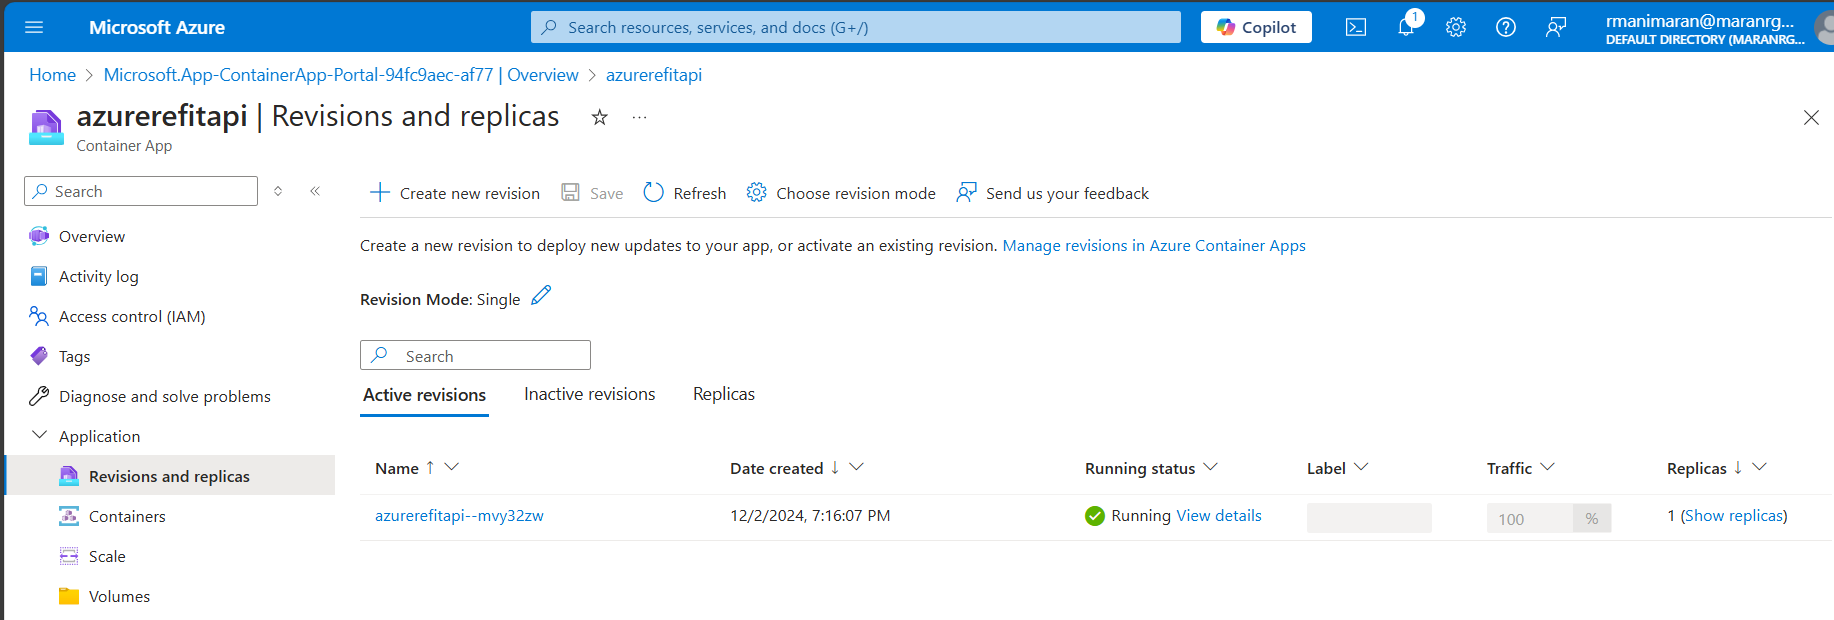 Microsoft Azure
Search resources, services, and docs (G+/)
Copilot
1
rmanimaran@maranrg...
DEFAULT DIRECTORY (MARANRG...
Home > Microsoft.App-ContainerApp-Portal-94fc9aec-af77 | Overview > azurerefitapi
azurerefitapi | Revisions and replicas
Container App
Search
Overview
Activity log
Access control (IAM)
Tags
Diagnose and solve problems
Application
Revisions and replicas
Containers
Scale
Volumes
Create new revision Save Refresh Choose revision mode Send us your feedback
Create a new revision to deploy new updates to your app, or activate an existing revision. Manage revisions in Azure Container Apps
Revision Mode: Single
Search
Active revisions Inactive revisions Replicas
Name ↑ Date created ↓ Running status Label Traffic Replicas ↓
azurerefitapi--mvy32zw 12/2/2024, 7:16:07 PM Running View details 100 % 1 (Show replicas)